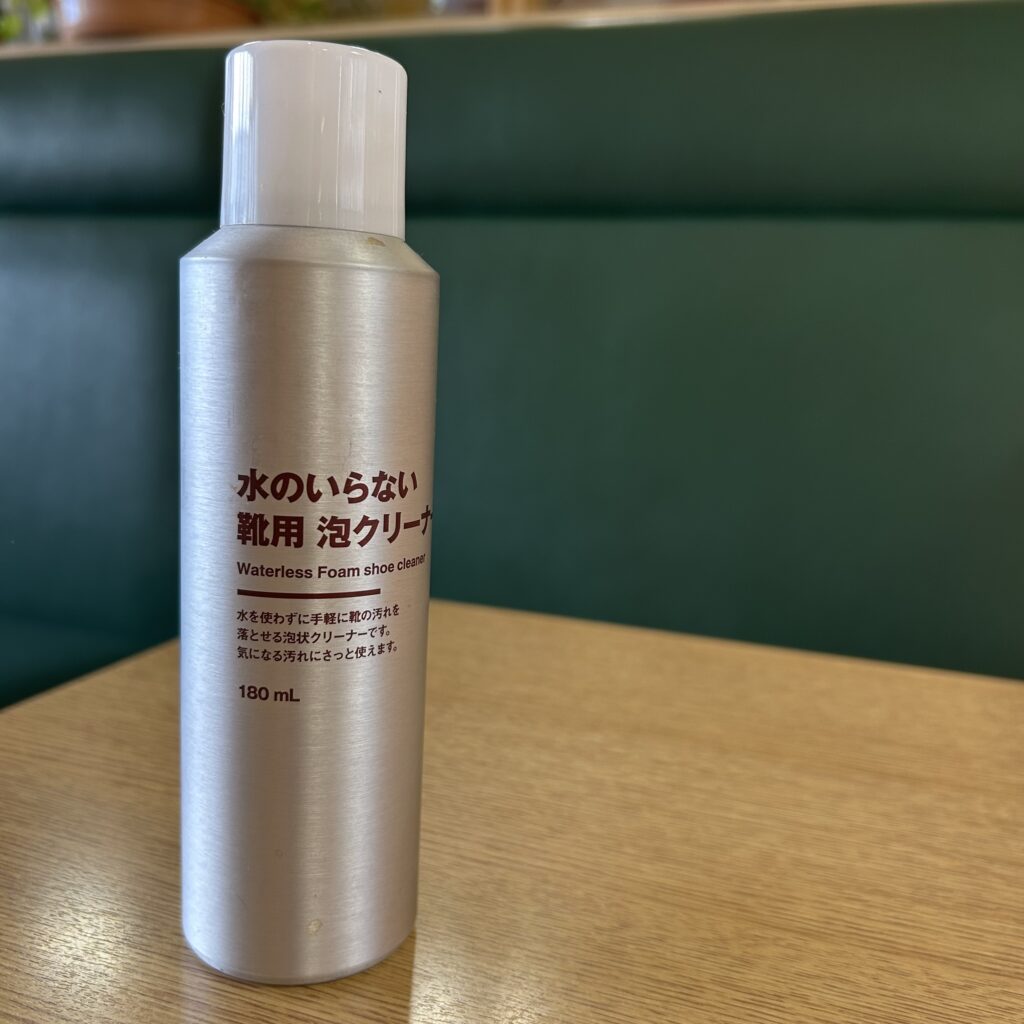 水のいらない
靴用 泡クリーナー
Waterless Foam shoe cleaner
水を使わずに手軽に靴の汚れを
落とせる泡状クリーナーです。
気になる汚れにさっと使えます。
180 mL